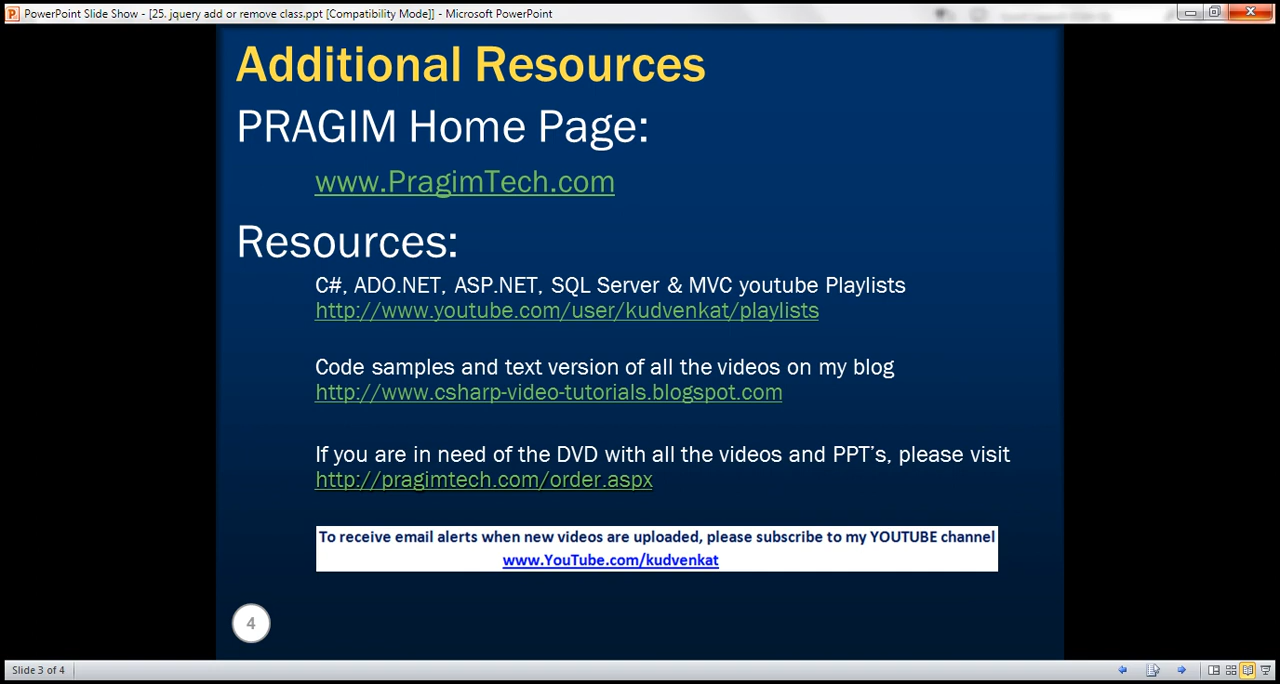 PowerPoint Slide Show - [25. jquery add or remove class.ppt [Compatibility Mode]] - Microsoft PowerPoint
Additional Resources
PRAGIM Home Page:
www.PragimTech.com
Resources:
C#, ADO.NET, ASP.NET, SQL Server & MVC youtube Playlists
http://www.youtube.com/user/kudvenkat/playlists
Code samples and text version of all the videos on my blog
http://www.csharp-video-tutorials.blogspot.com
If you are in need of the DVD with all the videos and PPT’s, please visit
http://pragimtech.com/order.aspx
To receive email alerts when new videos are uploaded, please subscribe to my YOUTUBE channel
www.YouTube.com/kudvenkat
4
Slide 3 of 4